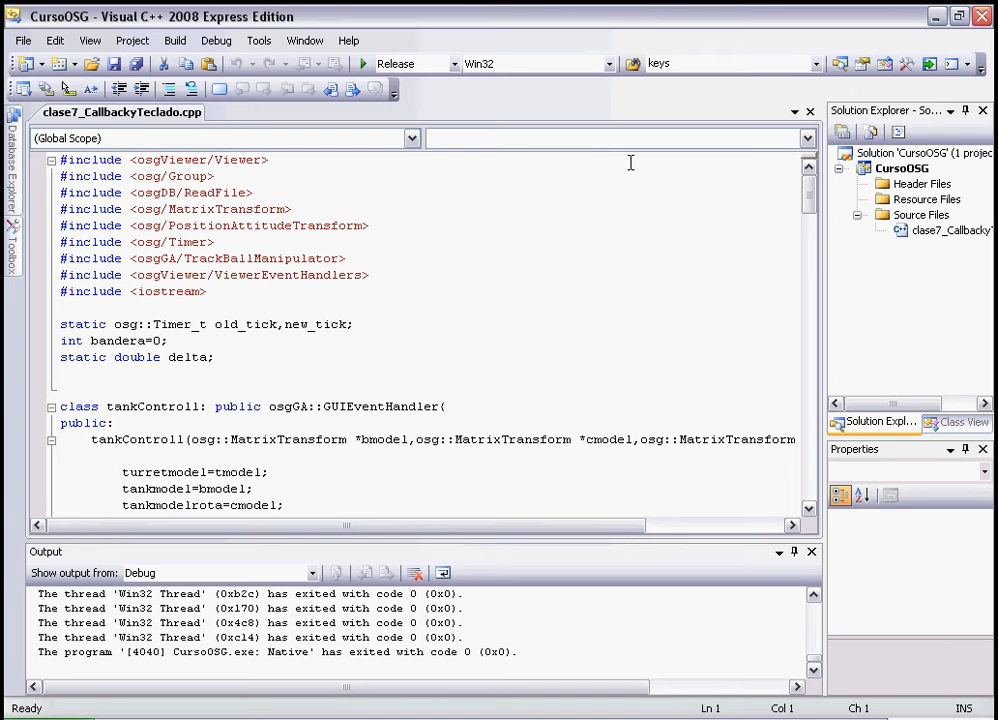 CursoOSG - Visual C++ 2008 Express Edition
File Edit View Project Build Debug Tools Window Help
Release Win32 keys
clase7_CallbackyTeclado.cpp
(Global Scope)
#include <osgViewer/Viewer>
#include <osg/Group>
#include <osgDB/ReadFile>
#include <osg/MatrixTransform>
#include <osg/PositionAttitudeTransform>
#include <osg/Timer>
#include <osgGA/TrackBallManipulator>
#include <osgViewer/ViewerEventHandlers>
#include <iostream>
static osg::Timer_t old_tick,new_tick;
int bandera=0;
static double delta;
class tankControll: public osgGA::GUIEventHandler{
public:
tankControll(osg::MatrixTransform *bmodel,osg::MatrixTransform *cmodel,osg::MatrixTransform
turretmodel=tmodel;
tankmodel=bmodel;
tankmodelrota=cmodel;
Database Explorer
Toolbox
Solution Explorer - So...
Solution 'CursoOSG' (1 projec
CursoOSG
Header Files
Resource Files
Source Files
clase7_Callbacky
Solution Expl... Class View
Properties
Output
Show output from: Debug
The thread 'Win32 Thread' (0xb2c) has exited with code 0 (0x0).
The thread 'Win32 Thread' (0x170) has exited with code 0 (0x0).
The thread 'Win32 Thread' (0x4c8) has exited with code 0 (0x0).
The thread 'Win32 Thread' (0xc14) has exited with code 0 (0x0).
The program '[4040] CursoOSG.exe: Native' has exited with code 0 (0x0).
Ready Ln 1 Col 1 Ch 1 INS